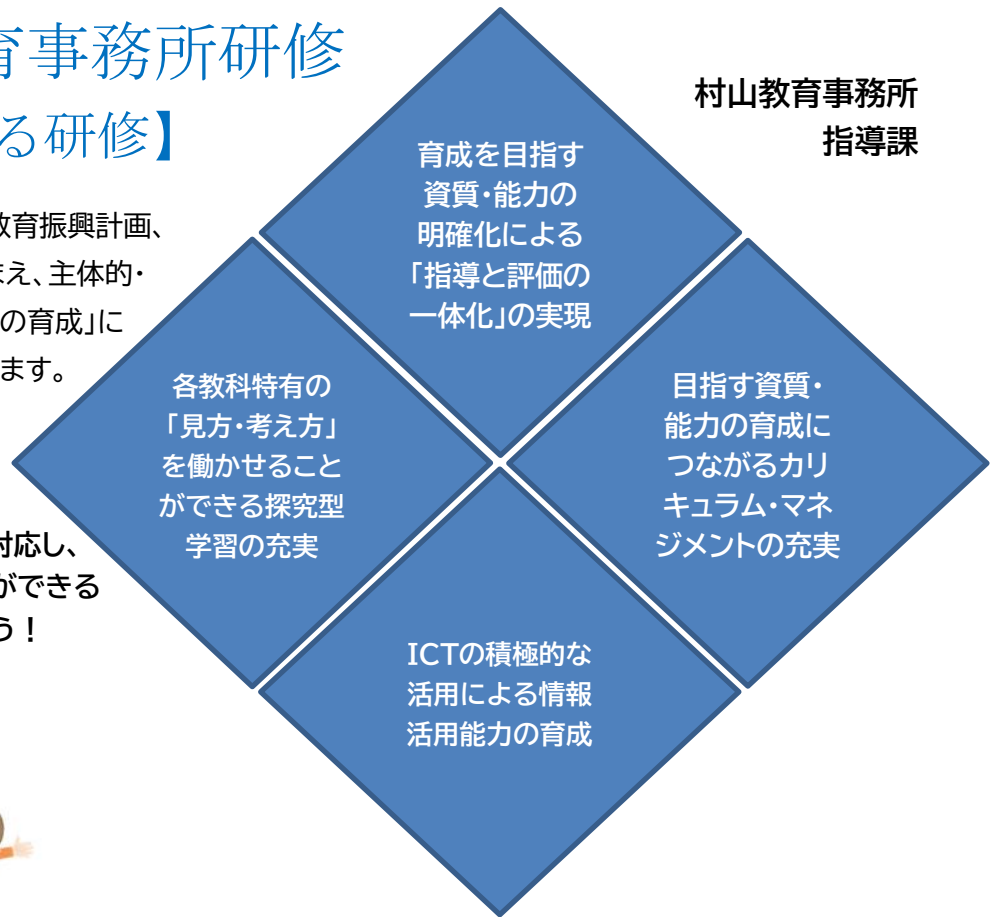 育事務所研修
る研修】
村山教育事務所
指導課
教育振興計画、
まえ、主体的・
の育成」に
ます。
育成を目指す
資質・能力の
明確化による
「指導と評価の
一体化」の実現
各教科特有の
「見方・考え方」
を働かせること
ができる探究型
学習の充実
目指す資質・
能力の育成に
つながるカリ
キュラム・マネ
ジメントの充実
対応し、
ができる
う！
ICTの積極的な
活用による情報
活用能力の育成